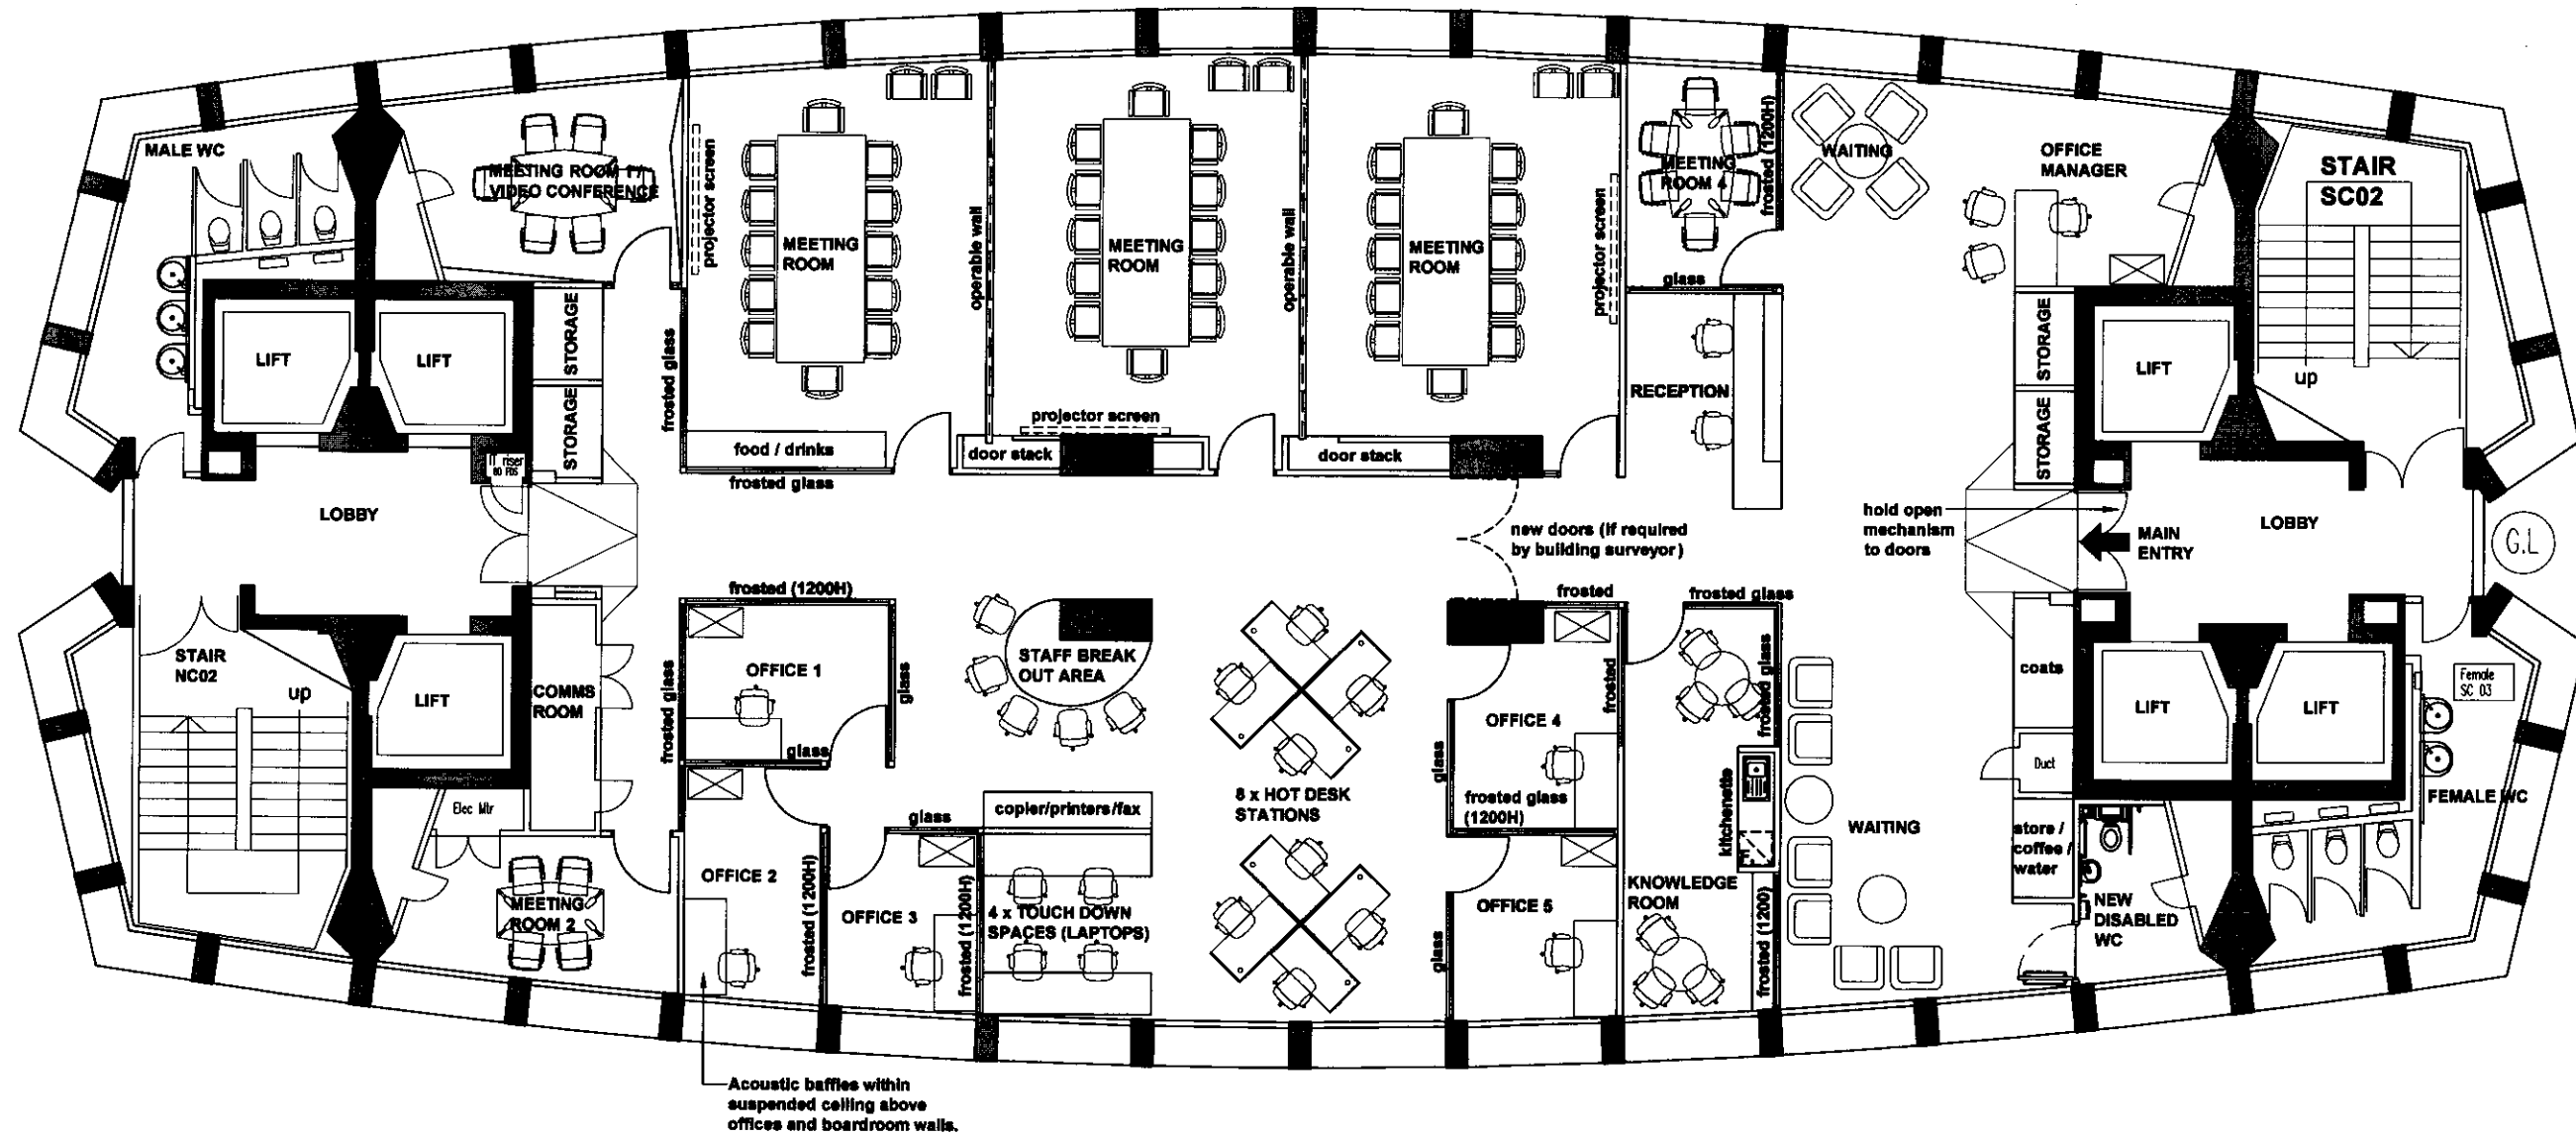 MALE WC
MEETING ROOM 1 /
VIDEO CONFERENCE
projector screen
MEETING
ROOM
operable wall
MEETING
ROOM
operable wall
MEETING
ROOM
projector screen
MEETING
ROOM 4
frosted (1200H)
glass
WAITING
OFFICE
MANAGER
STAIR
SC02
up
LIFT
LIFT
STORAGE
STORAGE
frosted glass
food / drinks
frosted glass
projector screen
door stack
door stack
RECEPTION
STORAGE
STORAGE
LIFT
IT riser
so FDS
LOBBY
new doors (if required
by building surveyor)
hold open
mechanism
to doors
MAIN
ENTRY
LOBBY
G.L
STAIR
NC02
up
LIFT
COMMS
ROOM
Elec Mtr
MEETING
ROOM 2
frosted (1200H)
frosted glass
OFFICE 1
glass
glass
OFFICE 2
frosted (1200H)
glass
OFFICE 3
frosted (1200H)
STAFF BREAK
OUT AREA
copier/printers/fax
4 x TOUCH DOWN
SPACES (LAPTOPS)
8 x HOT DESK
STATIONS
frosted
OFFICE 4
frosted
glass
frosted glass
(1200H)
OFFICE 5
glass
frosted glass
frosted glass
kitchenette
KNOWLEDGE
ROOM
frosted (1200)
WAITING
coats
Duct
store /
coffee /
water
LIFT
LIFT
Female
SC 03
FEMALE WC
NEW
DISABLED
WC
Acoustic baffles within
suspended ceiling above
offices and boardroom walls.